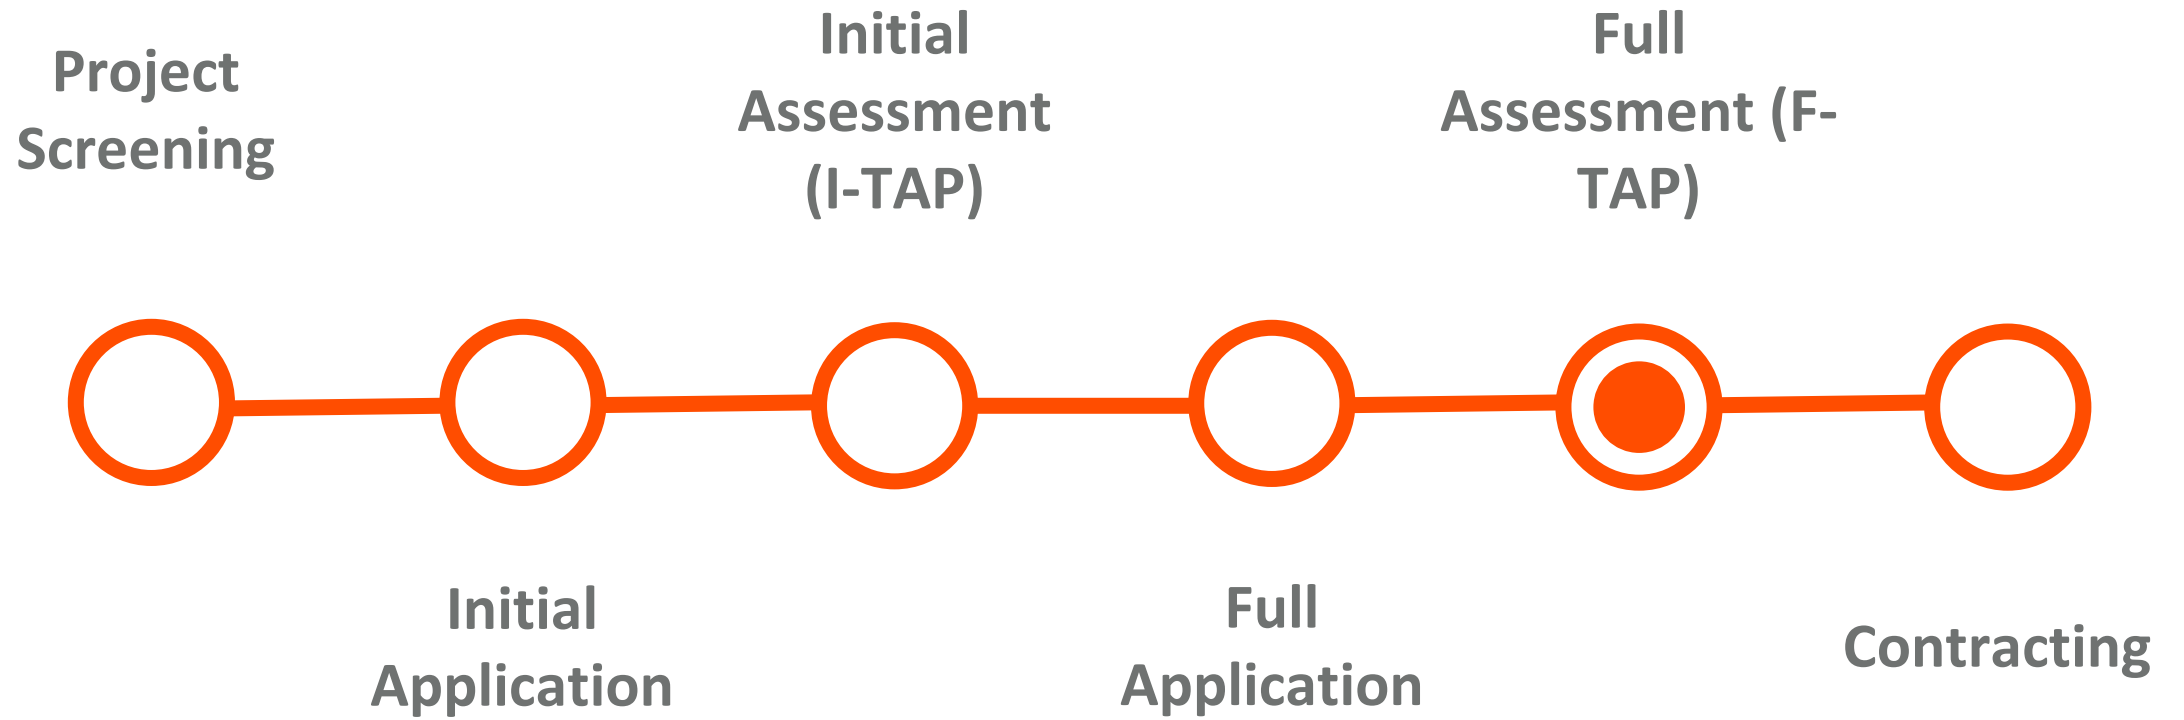 Project
Screening
Initial
Application
Initial
Assessment
(I-TAP)
Full
Application
Full
Assessment (F-
TAP)
Contracting